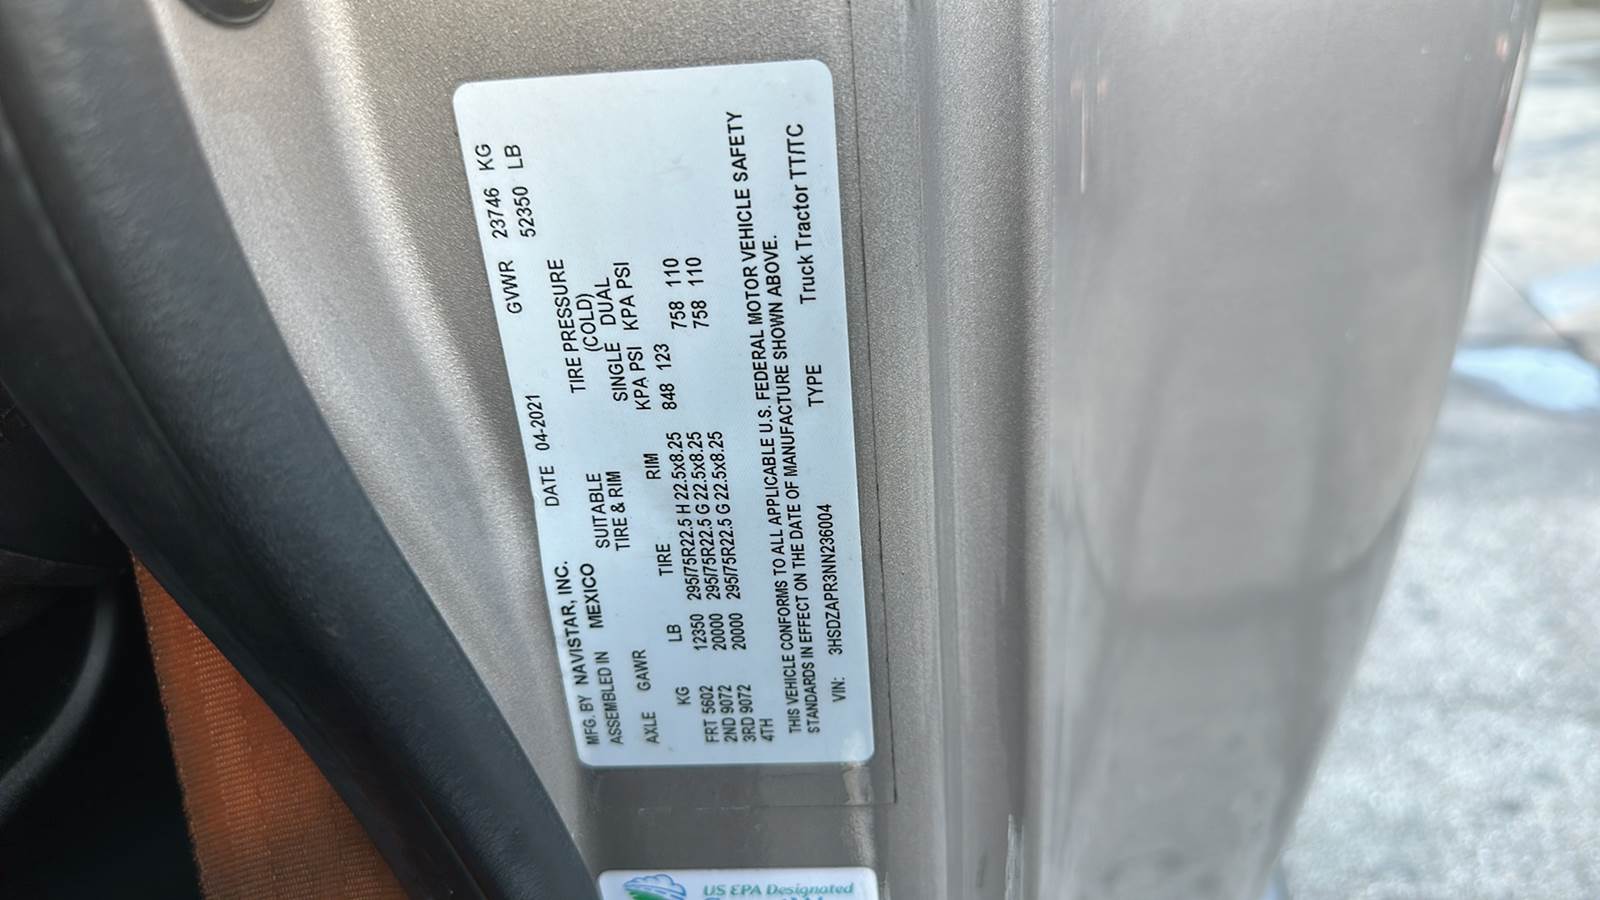 MFG. BY NAVISTAR, INC. DATE 04-2021 GVWR 23746 KG
ASSEMBLED IN MEXICO 52350 LB
SUITABLE TIRE PRESSURE
TIRE & RIM (COLD)
AXLE GAWR SINGLE DUAL
KG LB TIRE RIM KPA PSI KPA PSI
FRT 5602 12350 295/75R22.5 H 22.5x8.25 848 123
2ND 9072 20000 295/75R22.5 G 22.5x8.25 758 110
3RD 9072 20000 295/75R22.5 G 22.5x8.25 758 110
4TH
THIS VEHICLE CONFORMS TO ALL APPLICABLE U.S. FEDERAL MOTOR VEHICLE SAFETY
STANDARDS IN EFFECT ON THE DATE OF MANUFACTURE SHOWN ABOVE.
VIN: 3HSDZAPR3NN236004 TYPE Truck Tractor TT/TC
US EPA Designated